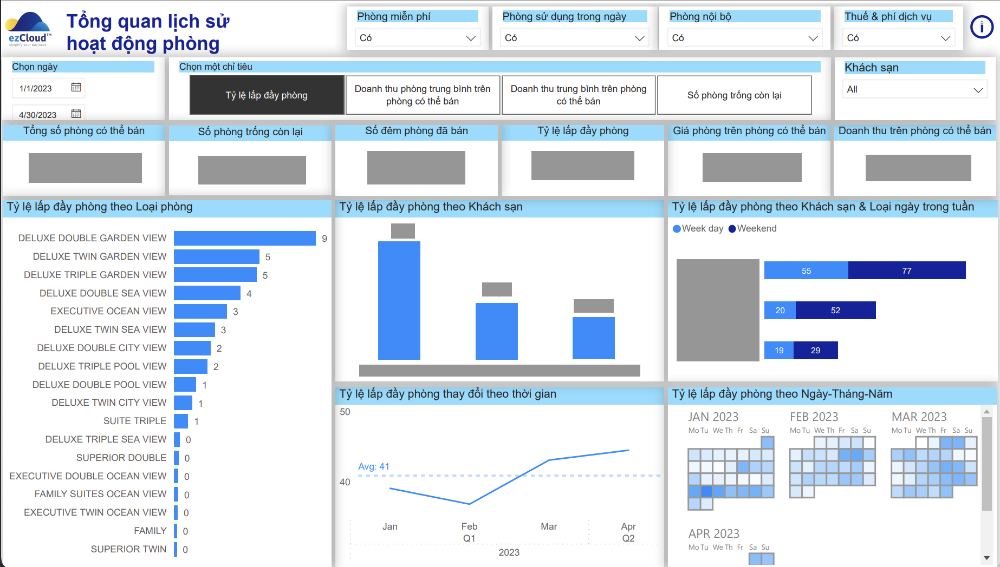 ezCloud™
simplify your business
Tổng quan lịch sử
hoạt động phòng
Phòng miễn phí
Có
Phòng sử dụng trong ngày
Có
Phòng nội bộ
Có
Thuế & phí dịch vụ
Có
i
Chọn ngày
1/1/2023
4/30/2023
Chọn một chỉ tiêu
Tỷ lệ lấp đầy phòng
Doanh thu phòng trung bình trên
phòng có thể bán
Doanh thu trung bình trên phòng
có thể bán
Số phòng trống còn lại
Khách sạn
All
Tổng số phòng có thể bán
Số phòng trống còn lại
Số đêm phòng đã bán
Tỷ lệ lấp đầy phòng
Giá phòng trên phòng có thể bán
Doanh thu trên phòng có thể bán
Tỷ lệ lấp đầy phòng theo Loại phòng
DELUXE DOUBLE GARDEN VIEW 9
DELUXE TWIN GARDEN VIEW 5
DELUXE TRIPLE GARDEN VIEW 5
DELUXE DOUBLE SEA VIEW 4
EXECUTIVE OCEAN VIEW 3
DELUXE TWIN SEA VIEW 3
DELUXE DOUBLE CITY VIEW 2
DELUXE TRIPLE POOL VIEW 2
DELUXE DOUBLE POOL VIEW 1
DELUXE TWIN CITY VIEW 1
SUITE TRIPLE 1
DELUXE TRIPLE SEA VIEW 0
SUPERIOR DOUBLE 0
EXECUTIVE DOUBLE OCEAN VIEW 0
FAMILY SUITES OCEAN VIEW 0
EXECUTIVE TWIN OCEAN VIEW 0
FAMILY 0
SUPERIOR TWIN 0
Tỷ lệ lấp đầy phòng theo Khách sạn
Tỷ lệ lấp đầy phòng theo Khách sạn & Loại ngày trong tuần
Week day Weekend
55 77
20 52
19 29
Tỷ lệ lấp đầy phòng thay đổi theo thời gian
50
Avg: 41
40
Jan Feb Mar Apr
Q1 Q2
2023
Tỷ lệ lấp đầy phòng theo Ngày-Tháng-Năm
JAN 2023 FEB 2023 MAR 2023
Mo Tu We Th Fr Sa Su Mo Tu We Th Fr Sa Su Mo Tu We Th Fr Sa Su
APR 2023
Mo Tu We Th Fr Sa Su